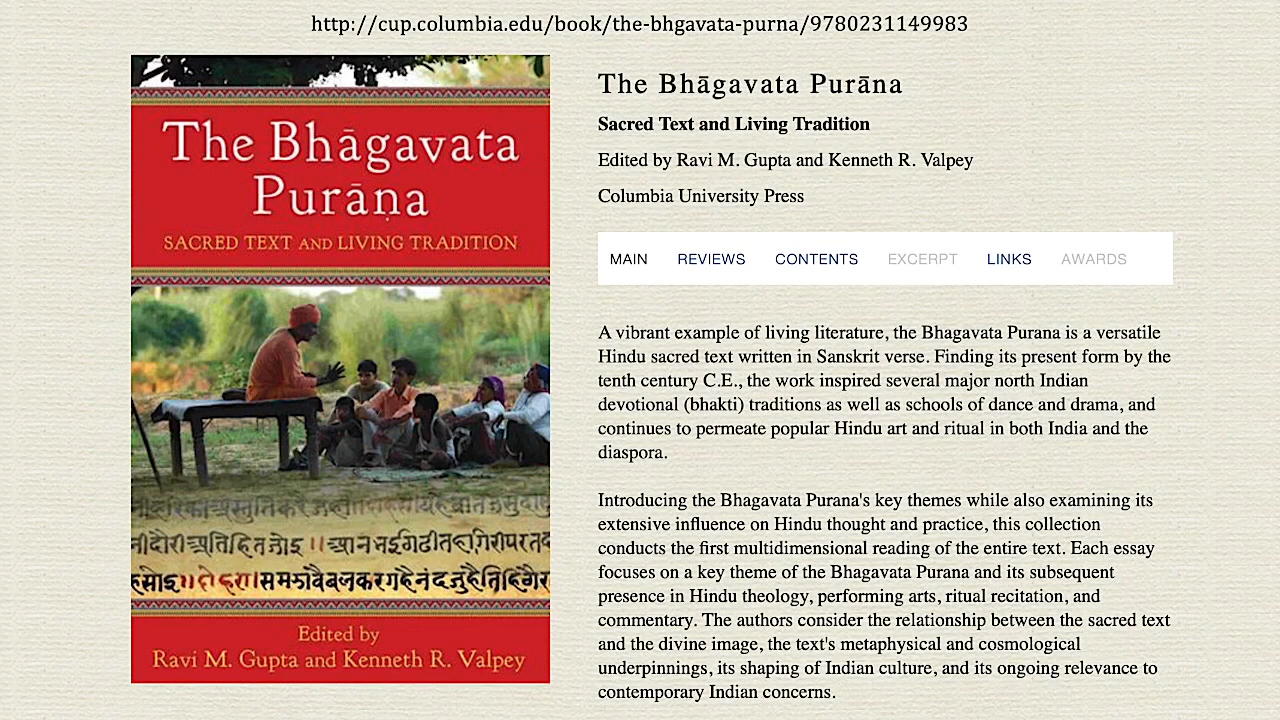 http://cup.columbia.edu/book/the-bhgavata-purna/9780231149983
The Bhāgavata
Purāṇa
SACRED TEXT AND LIVING TRADITION
Edited by
Ravi M. Gupta and Kenneth R. Valpey
The Bhāgavata Purāna
Sacred Text and Living Tradition
Edited by Ravi M. Gupta and Kenneth R. Valpey
Columbia University Press
MAIN REVIEWS CONTENTS EXCERPT LINKS AWARDS
A vibrant example of living literature, the Bhagavata Purana is a versatile
Hindu sacred text written in Sanskrit verse. Finding its present form by the
tenth century C.E., the work inspired several major north Indian
devotional (bhakti) traditions as well as schools of dance and drama, and
continues to permeate popular Hindu art and ritual in both India and the
diaspora.
Introducing the Bhagavata Purana's key themes while also examining its
extensive influence on Hindu thought and practice, this collection
conducts the first multidimensional reading of the entire text. Each essay
focuses on a key theme of the Bhagavata Purana and its subsequent
presence in Hindu theology, performing arts, ritual recitation, and
commentary. The authors consider the relationship between the sacred text
and the divine image, the text's metaphysical and cosmological
underpinnings, its shaping of Indian culture, and its ongoing relevance to
contemporary Indian concerns.